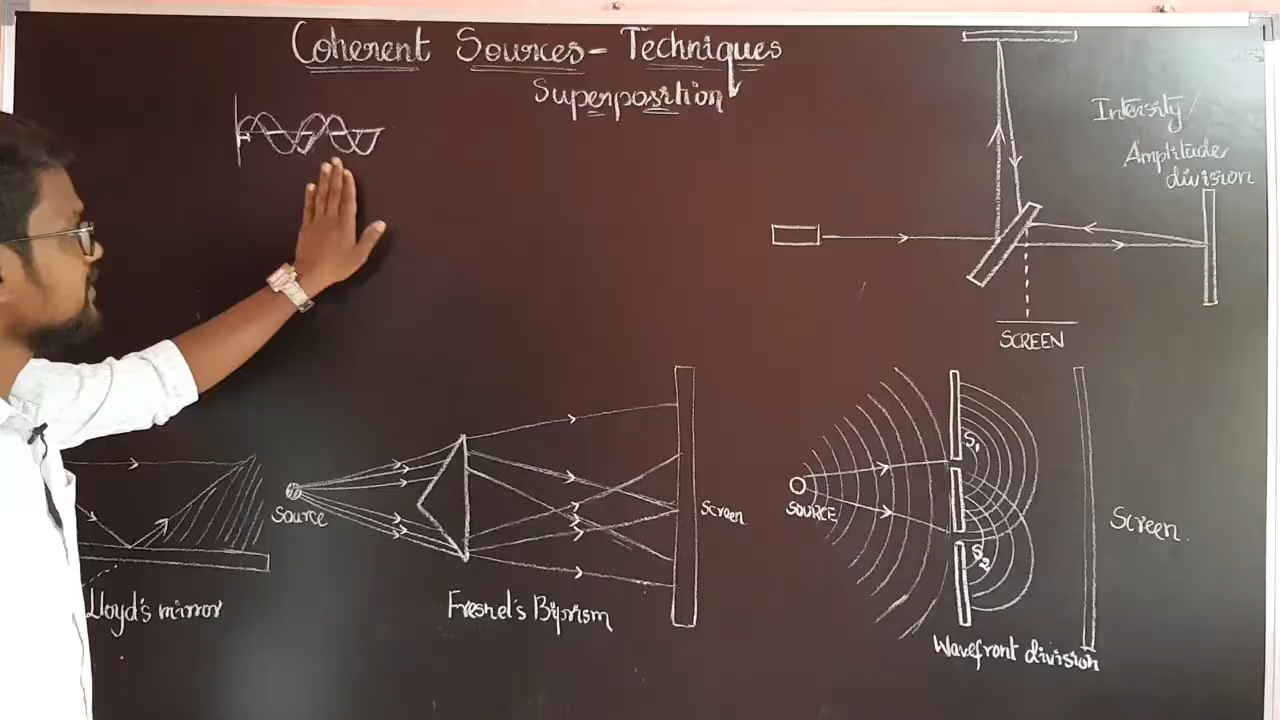 Coherent Sources - Techniques
Superposition
Intensity/
Amplitude
division
SCREEN
Source
Screen
Lloyd's mirror
Fresnel's Biprism
SOURCE
S1
S2
Screen.
Wavefront division